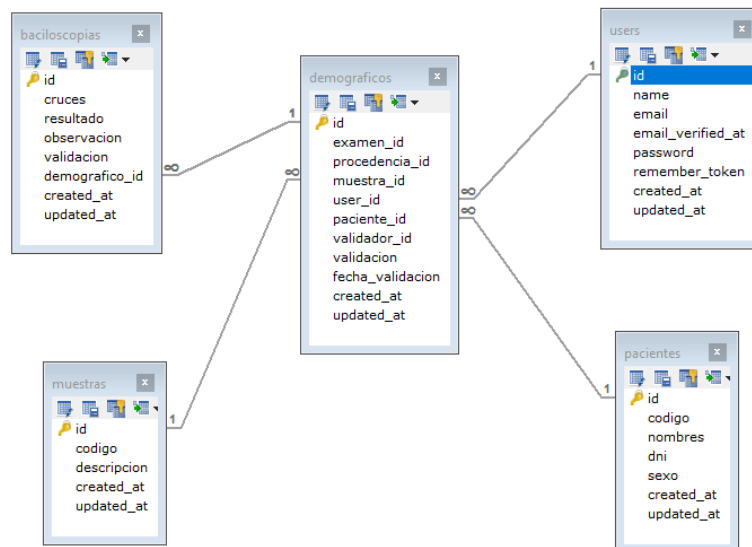 baciloscopias
id
cruces
resultado
observacion
validacion
demografico_id
created_at
updated_at
demograficos
id
examen_id
procedencia_id
muestra_id
user_id
paciente_id
validador_id
validacion
fecha_validacion
created_at
updated_at
users
id
name
email
email_verified_at
password
remember_token
created_at
updated_at
muestras
id
codigo
descripcion
created_at
updated_at
pacientes
id
codigo
nombres
dni
sexo
created_at
updated_at
1
∞
1
∞
1
∞
∞
1